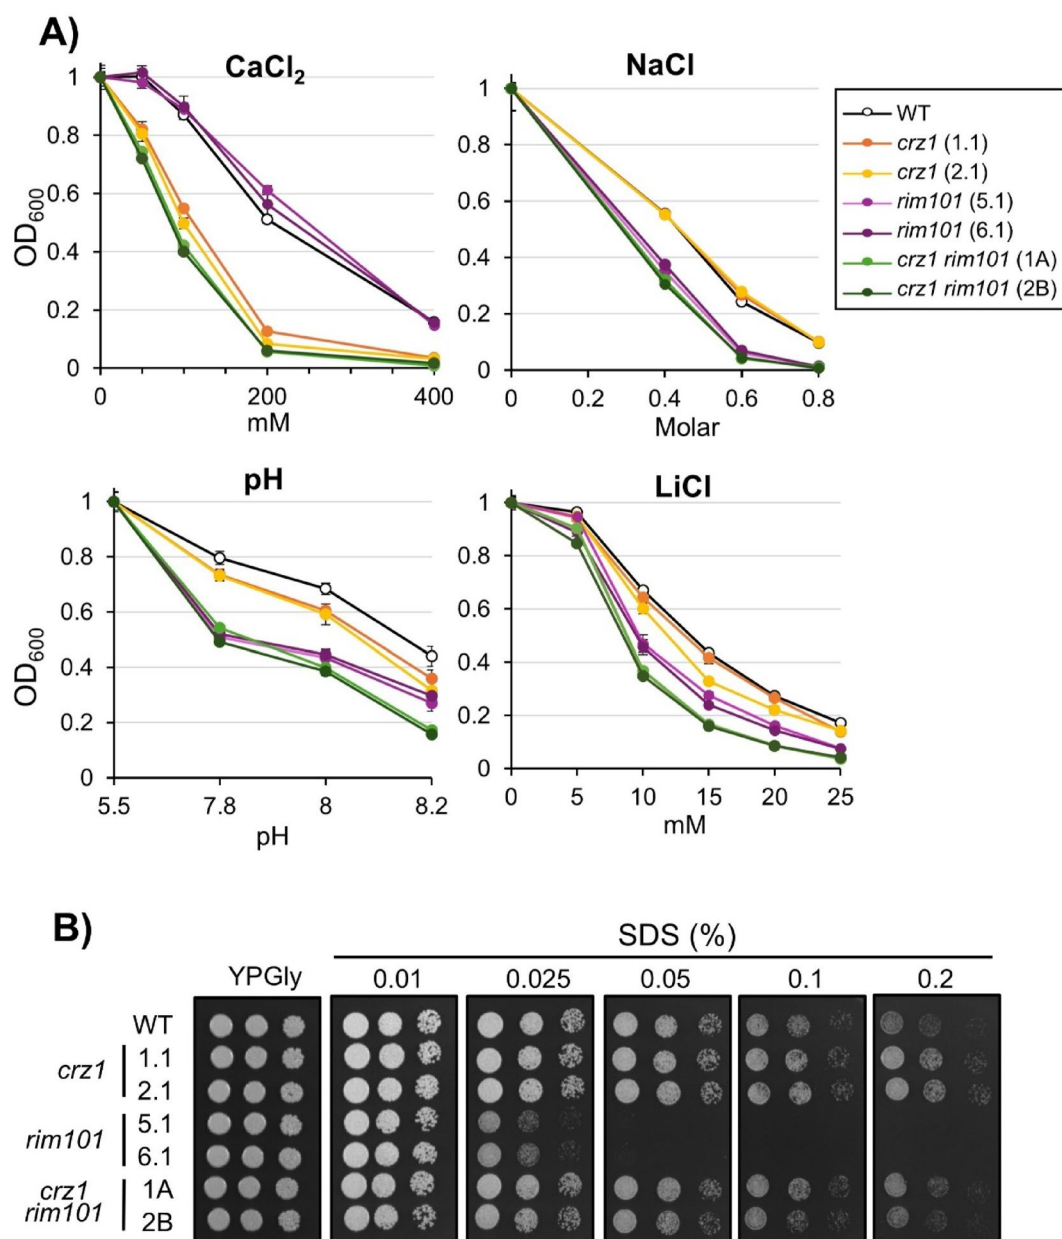 A)
CaCl2
OD600
1
0.8
0.6
0.4
0.2
0
0 200 400
mM
NaCl
1
0.8
0.6
0.4
0.2
0
0 0.2 0.4 0.6 0.8
Molar
WT
crz1 (1.1)
crz1 (2.1)
rim101 (5.1)
rim101 (6.1)
crz1 rim101 (1A)
crz1 rim101 (2B)
pH
OD600
1
0.8
0.6
0.4
0.2
0
5.5 7.8 8 8.2
pH
LiCl
1
0.8
0.6
0.4
0.2
0
0 5 10 15 20 25
mM
B)
SDS (%)
YPGly 0.01 0.025 0.05 0.1 0.2
WT
crz1 1.1
2.1
rim101 5.1
6.1
crz1 1A
rim101 2B